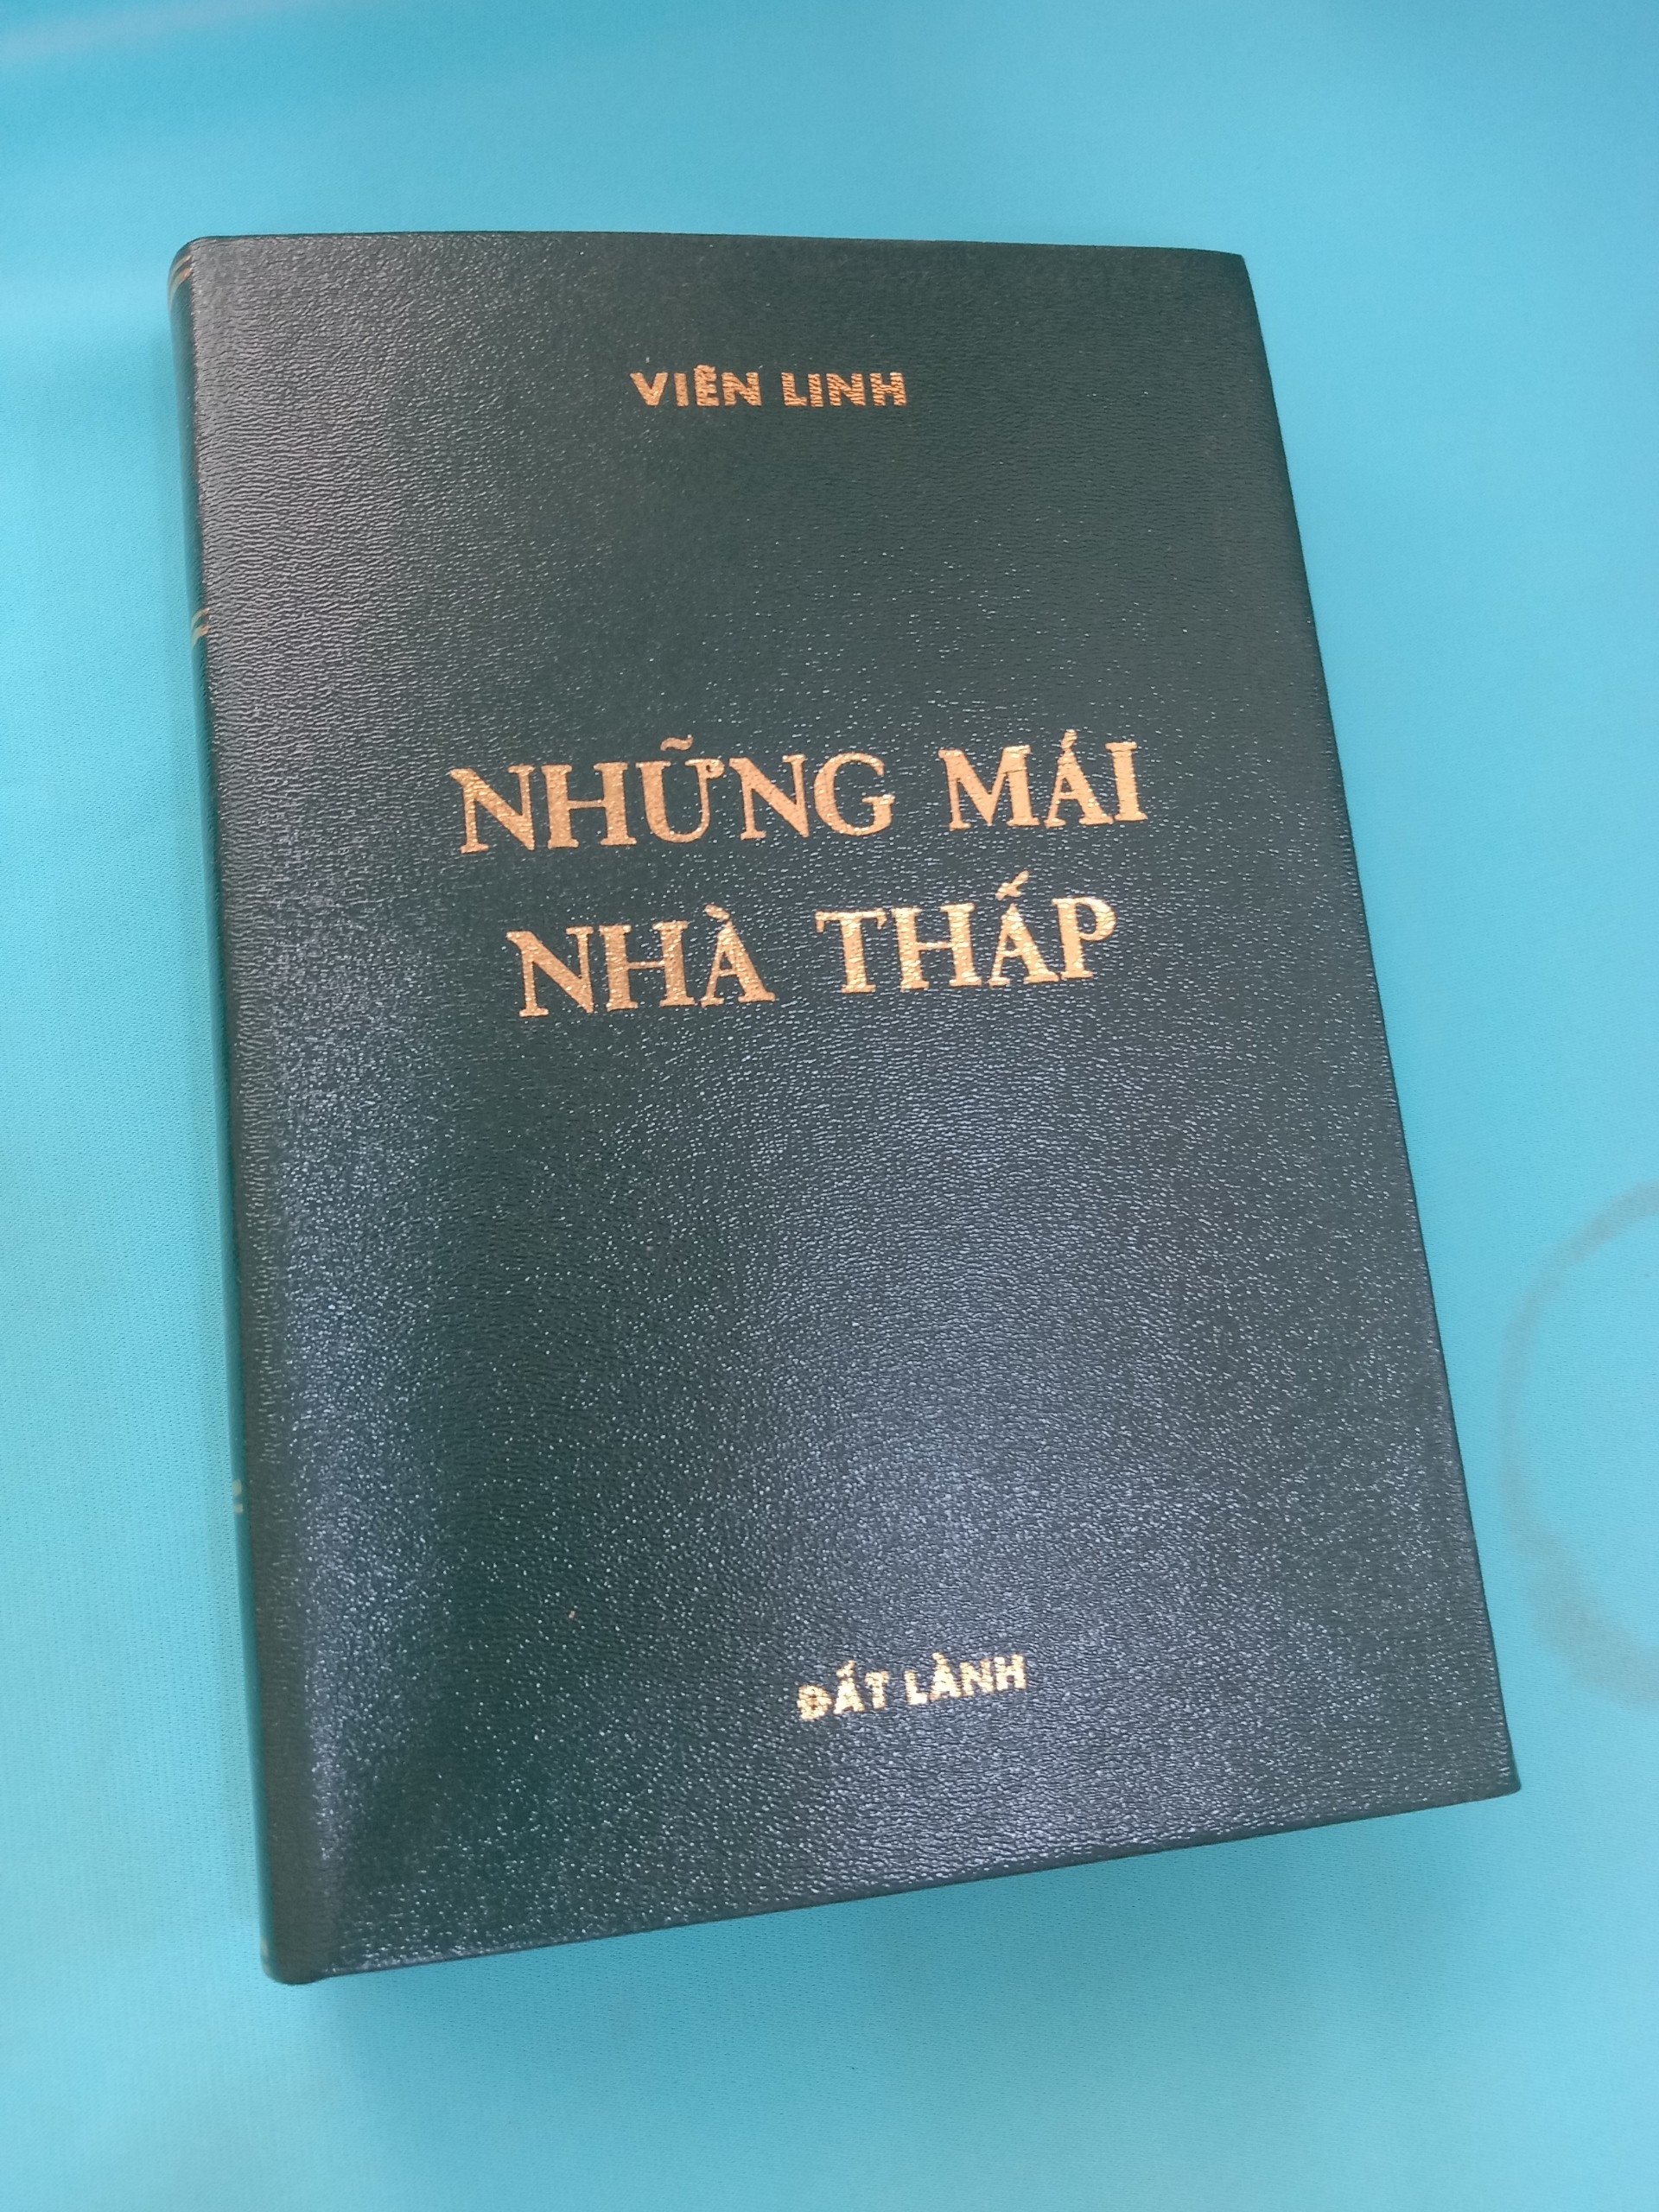 VIÊN LINH
NHỮNG MÁI
NHÀ THẤP
ĐẤT LÀNH